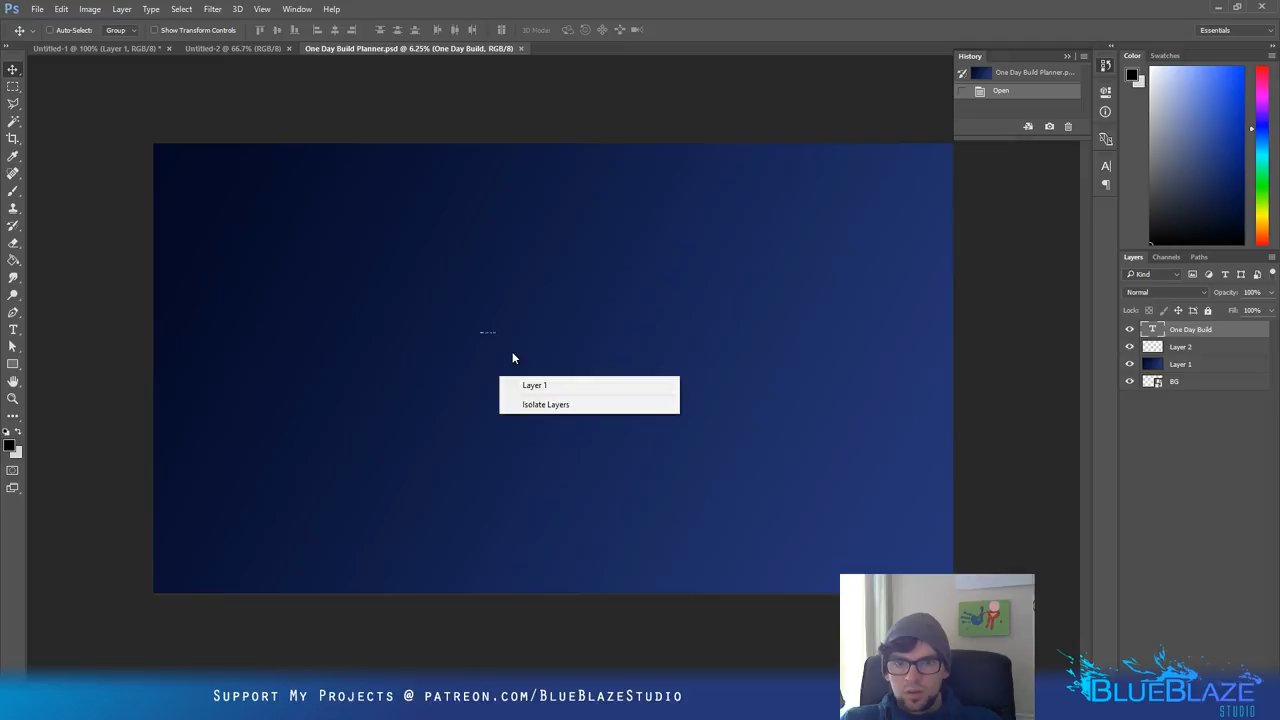 Ps File Edit Image Layer Type Select Filter 3D View Window Help
Auto-Select: Group Show Transform Controls 3D Mode: Essentials
Untitled-1 @ 100% (Layer 1, RGB/8) * × Untitled-2 @ 66.7% (RGB/8) × One Day Build Planner.psd @ 6.25% (One Day Build, RGB/8) ×
History
One Day Build Planner.p...
Open
Color Swatches
Layers Channels Paths
Kind
Normal Opacity: 100%
Lock: Fill: 100%
One Day Build
Layer 2
Layer 1
BG
Layer 1
Isolate Layers
Support My Projects @ patreon.com/BlueBlazeStudio
BlueBlaze
Studio